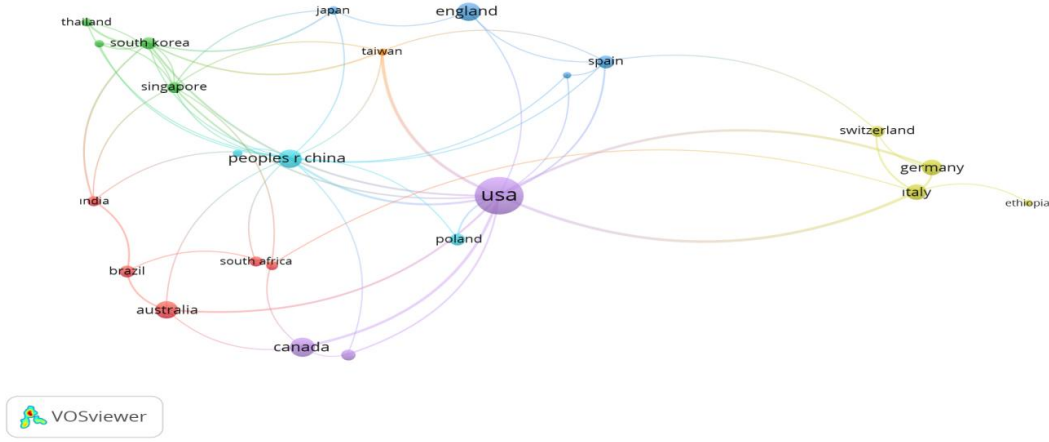 japan
england
thailand
south korea
taiwan
spain
singapore
switzerland
peoples r china
germany
usa
italy
india
ethiopia
poland
south africa
brazil
australia
canada
VOSviewer